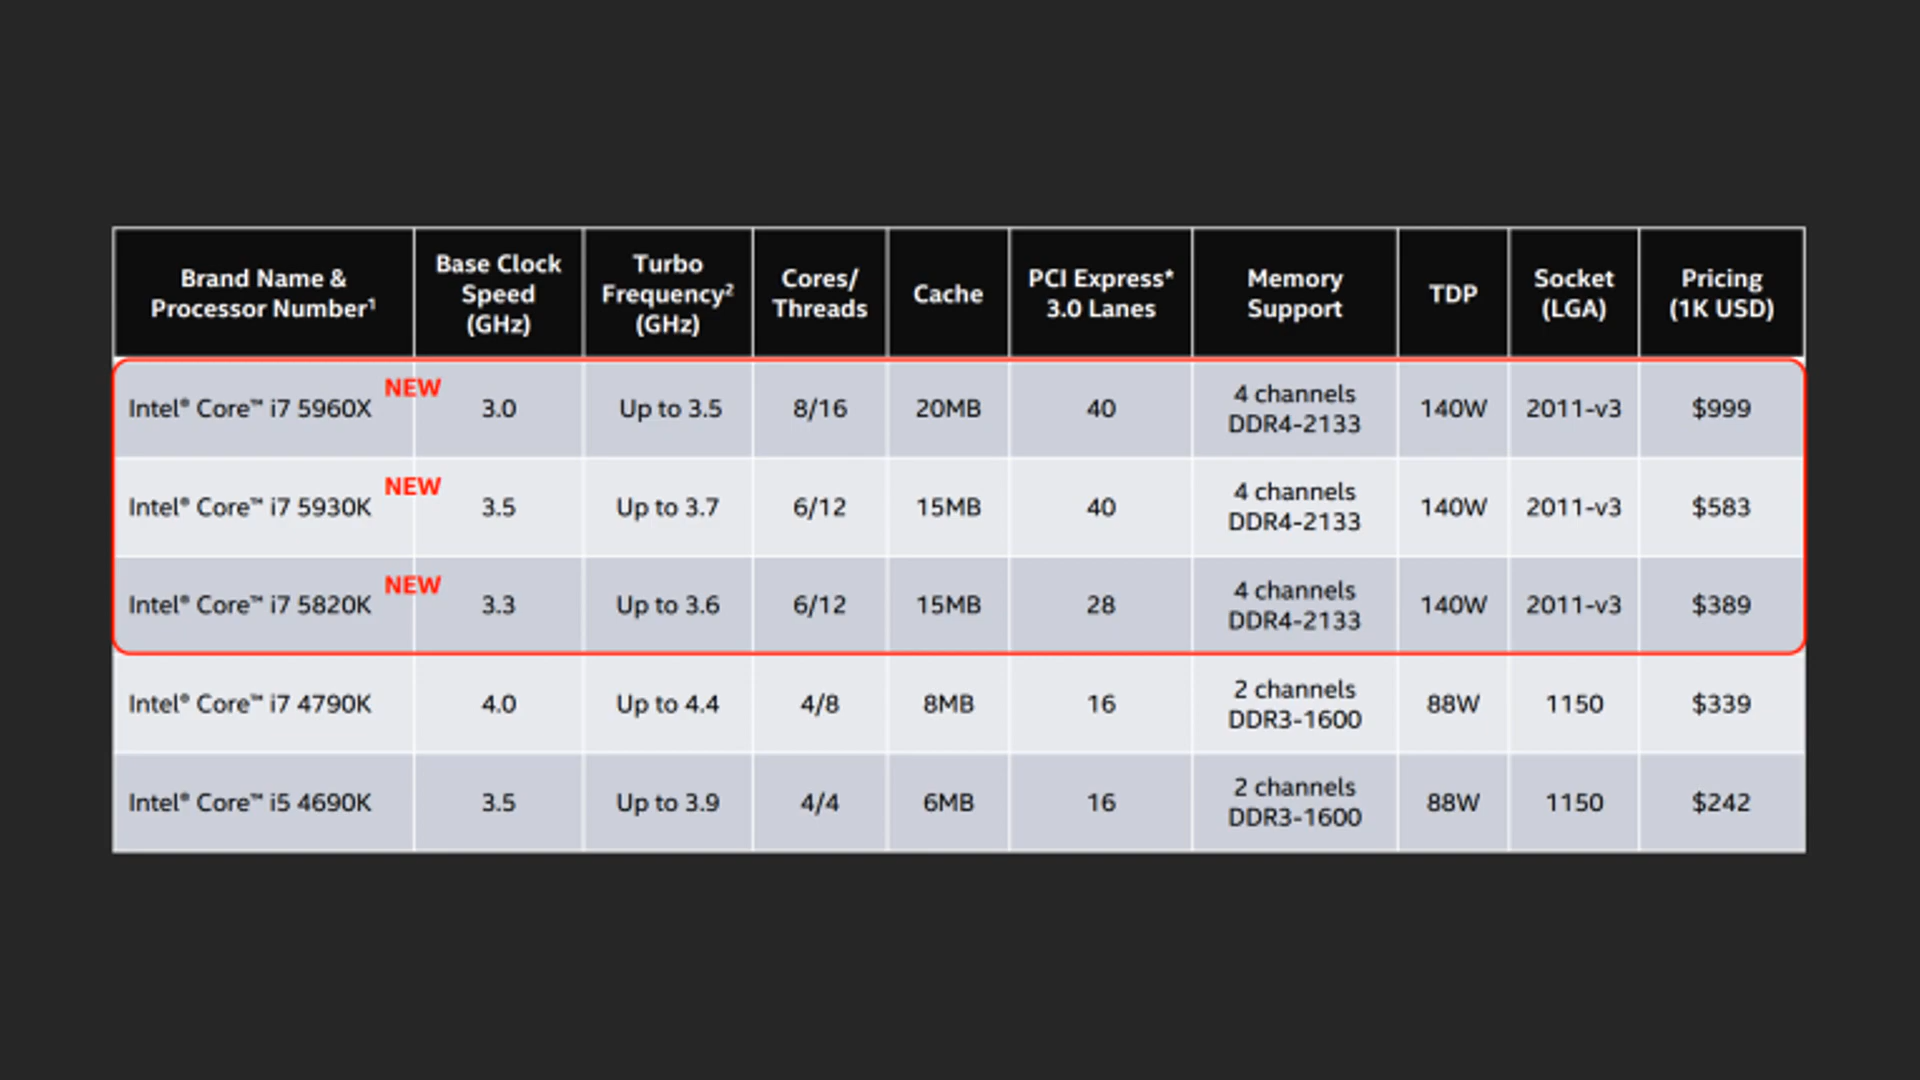 Brand Name &
Processor Number¹
Base Clock
Speed
(GHz)
Turbo
Frequency²
(GHz)
Cores/
Threads
Cache
PCI Express*
3.0 Lanes
Memory
Support
TDP
Socket
(LGA)
Pricing
(1K USD)
Intel® Core™ i7 5960X
NEW
3.0
Up to 3.5
8/16
20MB
40
4 channels
DDR4-2133
140W
2011-v3
$999
Intel® Core™ i7 5930K
NEW
3.5
Up to 3.7
6/12
15MB
40
4 channels
DDR4-2133
140W
2011-v3
$583
Intel® Core™ i7 5820K
NEW
3.3
Up to 3.6
6/12
15MB
28
4 channels
DDR4-2133
140W
2011-v3
$389
Intel® Core™ i7 4790K
4.0
Up to 4.4
4/8
8MB
16
2 channels
DDR3-1600
88W
1150
$339
Intel® Core™ i5 4690K
3.5
Up to 3.9
4/4
6MB
16
2 channels
DDR3-1600
88W
1150
$242